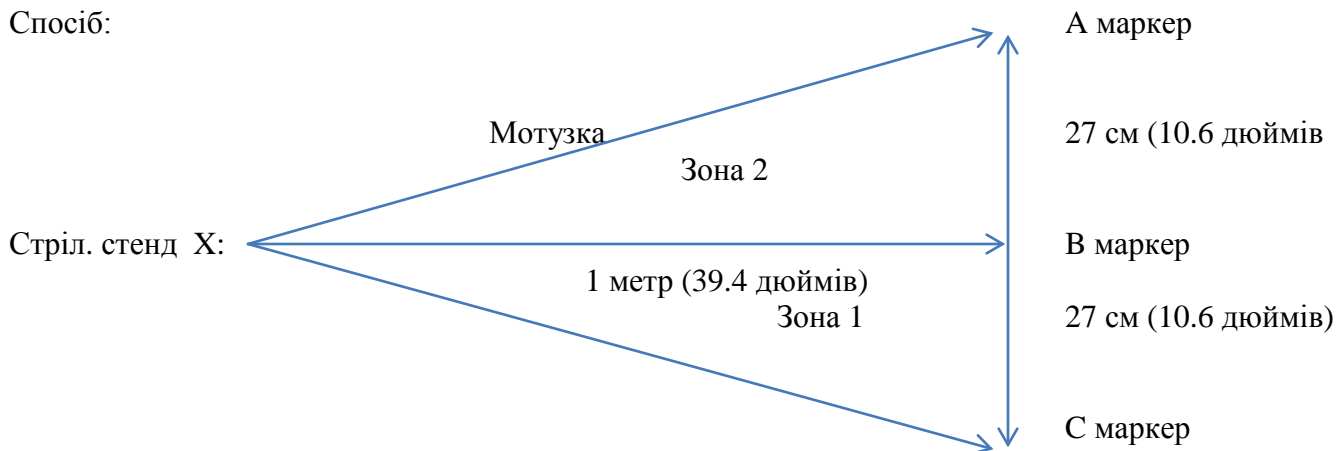 Спосіб:
А маркер
Мотузка
27 см (10.6 дюймів
Зона 2
Стріл. стенд Х:
В маркер
1 метр (39.4 дюймів)
Зона 1
27 см (10.6 дюймів)
С маркер